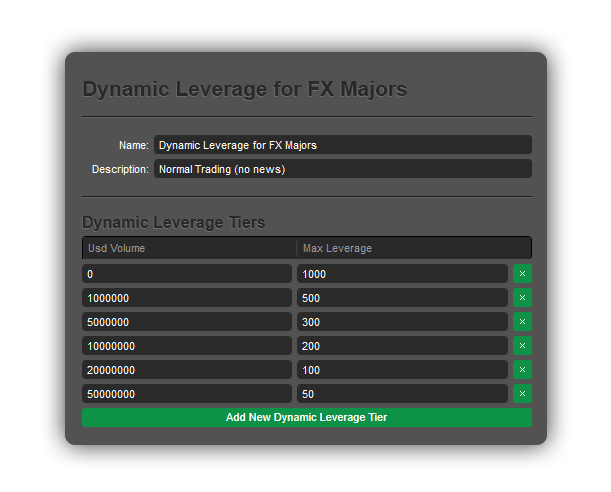 Dynamic Leverage for FX Majors
Name: Dynamic Leverage for FX Majors
Description: Normal Trading (no news)
Dynamic Leverage Tiers
Usd Volume Max Leverage
0 1000 ×
1000000 500 ×
5000000 300 ×
10000000 200 ×
20000000 100 ×
50000000 50 ×
Add New Dynamic Leverage Tier